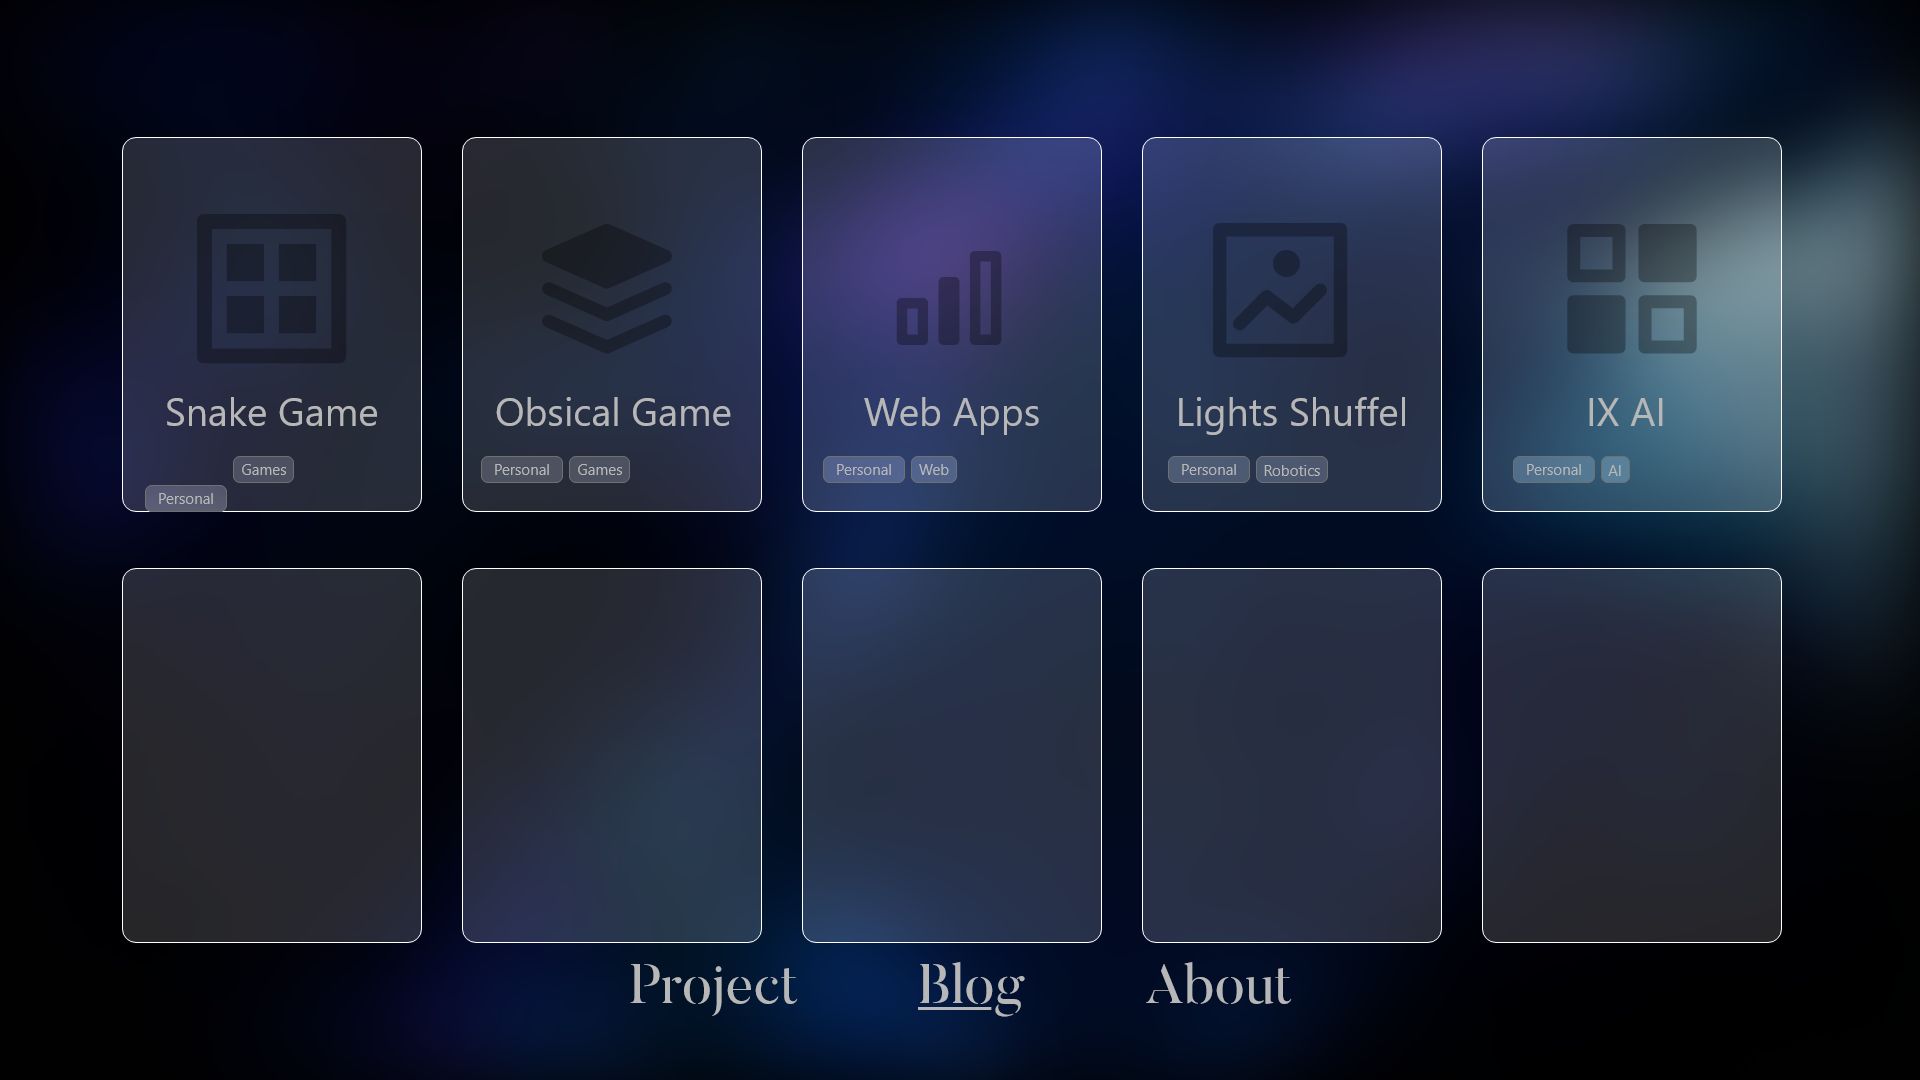 Snake Game
Games
Personal
Obsical Game
Personal Games
Web Apps
Personal Web
Lights Shuffel
Personal Robotics
IX AI
Personal AI
Project Blog About